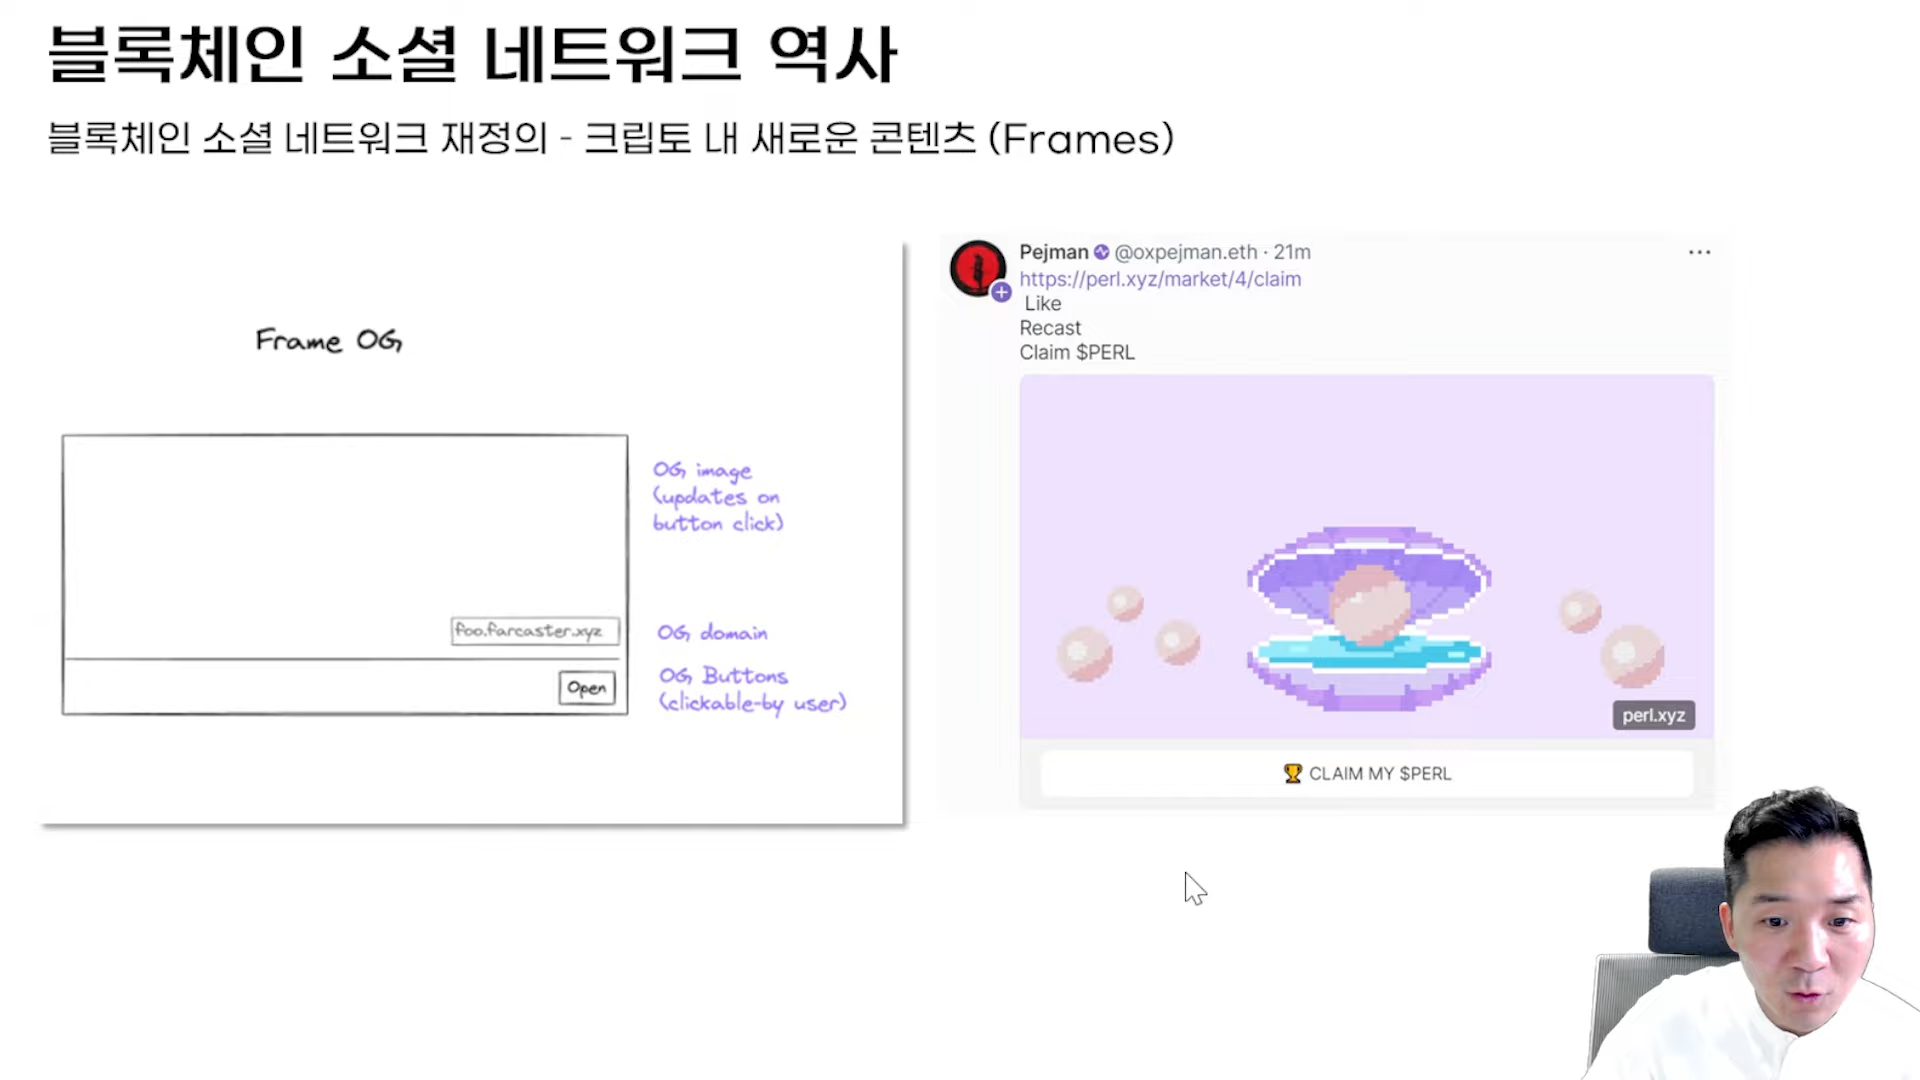 블록체인 소셜 네트워크 역사
블록체인 소셜 네트워크 재정의 - 크립토 내 새로운 콘텐츠 (Frames)
Frame OG
OG image
(updates on
button click)
foo.farcaster.xyz
OG domain
Open
OG Buttons
(clickable-by user)
Pejman @oxpejman.eth · 21m
https://perl.xyz/market/4/claim
Like
Recast
Claim $PERL
perl.xyz
🏆 CLAIM MY $PERL